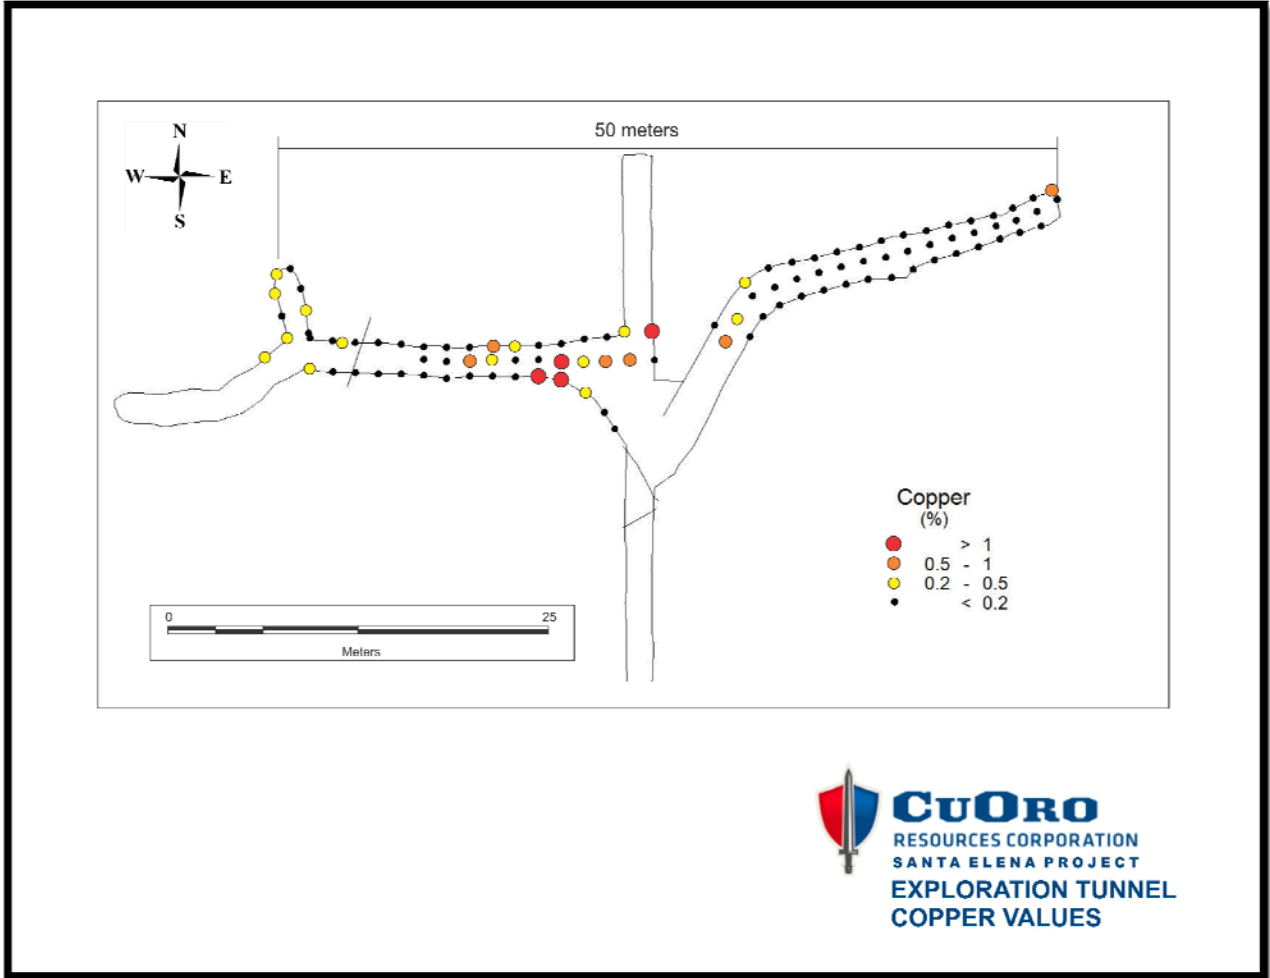 50 meters
N
W E
S
Copper
(%)
> 1
0.5 - 1
0.2 - 0.5
< 0.2
0 25
Meters
CUORO
RESOURCES CORPORATION
SANTA ELENA PROJECT
EXPLORATION TUNNEL
COPPER VALUES